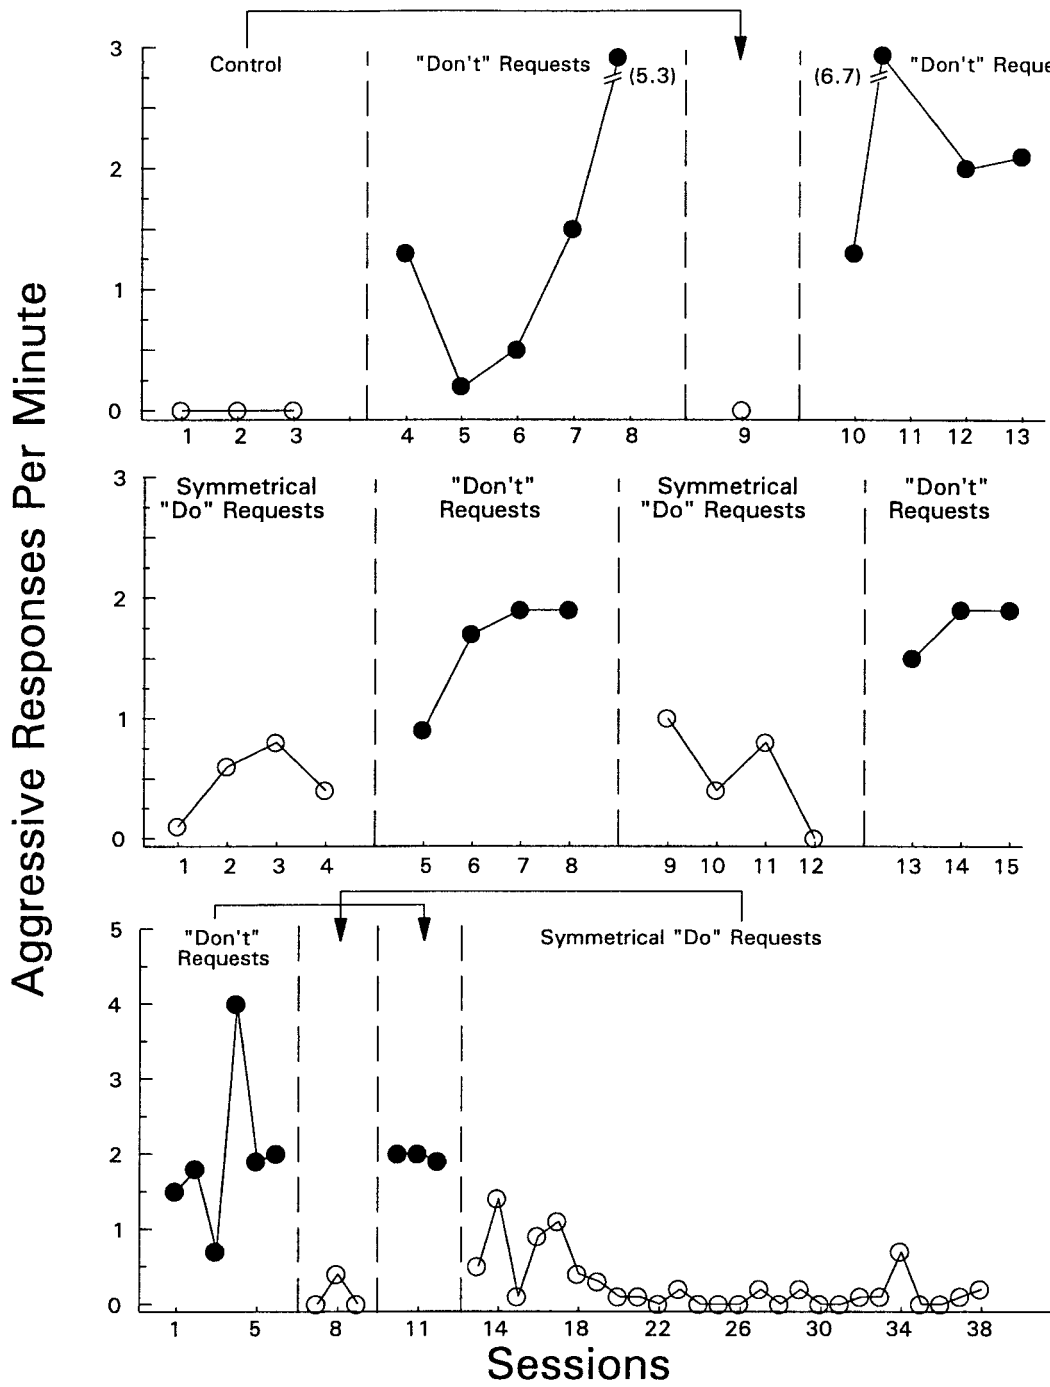 3 Control "Don't" Requests (5.3) (6.7) "Don't" Reque
2
1
0
1 2 3 4 5 6 7 8 9 10 11 12 13
Aggressive Responses Per Minute
3 Symmetrical "Don't" Symmetrical "Don't"
"Do" Requests Requests "Do" Requests Requests
2
1
0
1 2 3 4 5 6 7 8 9 10 11 12 13 14 15
5 "Don't" Symmetrical "Do" Requests
Requests
4
3
2
1
0
1 5 8 11 14 18 22 26 30 34 38
Sessions